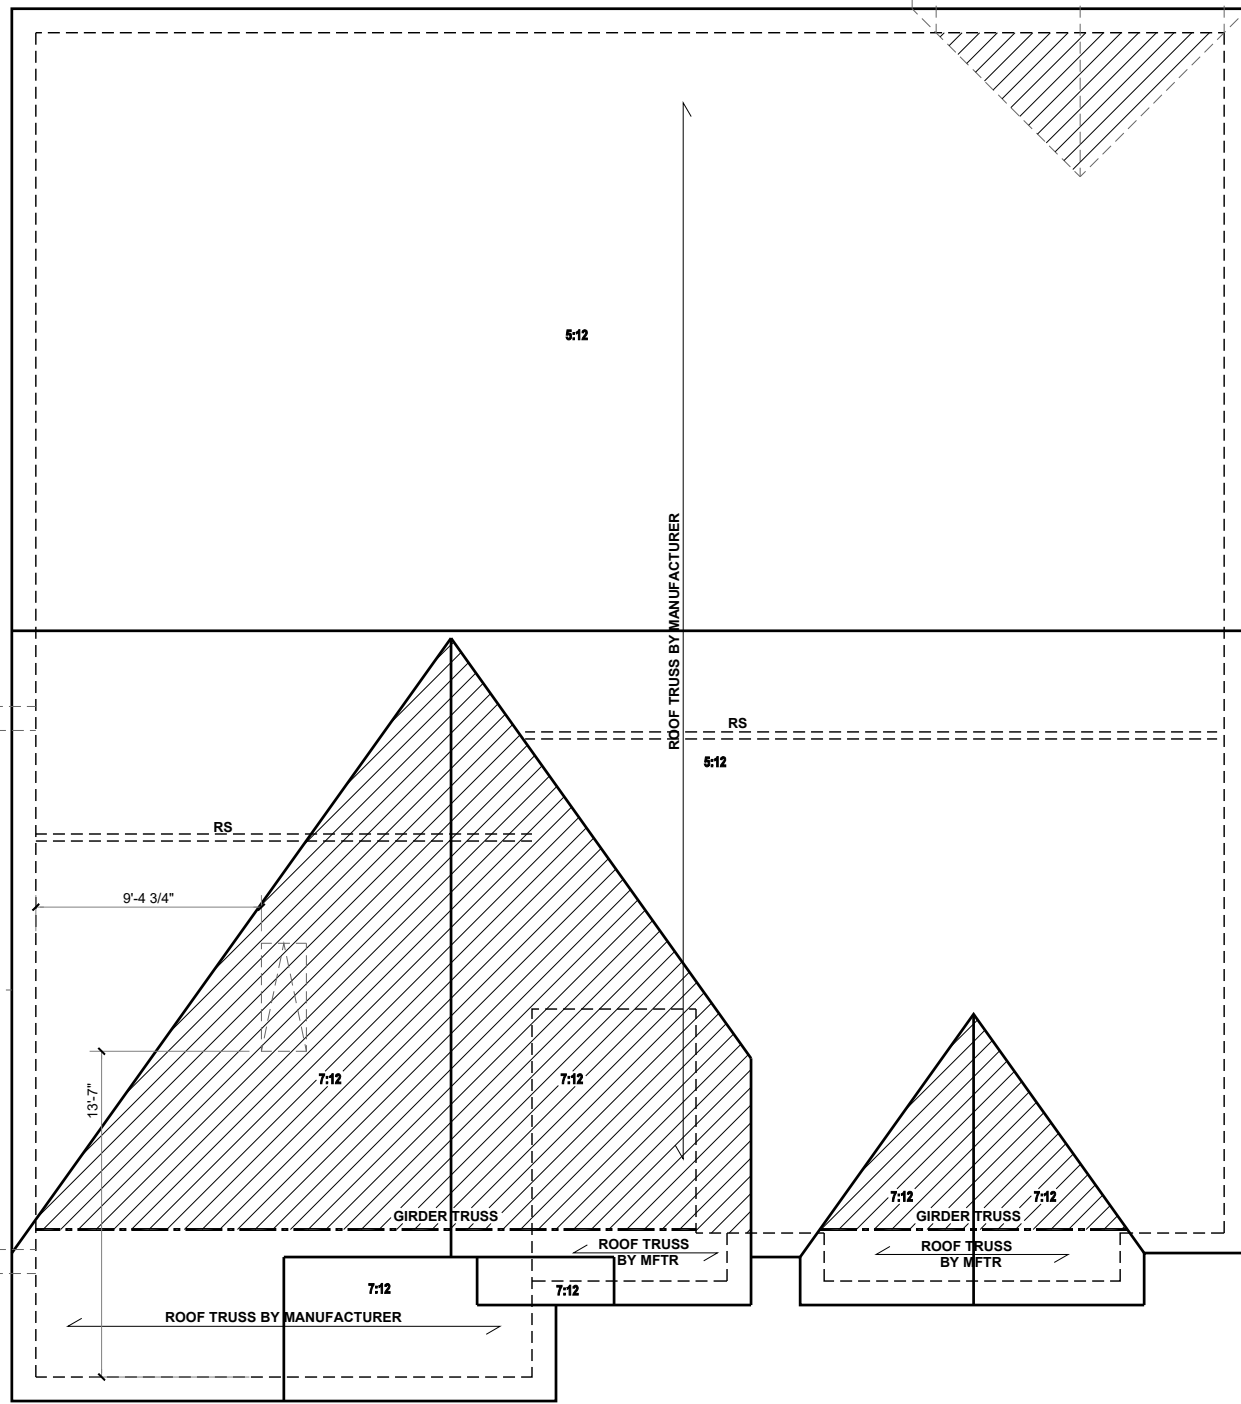 5:12
ROOF TRUSS BY MANUFACTURER
RS
5:12
RS
9'-4 3/4"
13'-7"
7:12
7:12
7:12
7:12
GIRDER TRUSS
GIRDER TRUSS
ROOF TRUSS
BY MFTR
ROOF TRUSS
BY MFTR
7:12
7:12
ROOF TRUSS BY MANUFACTURER